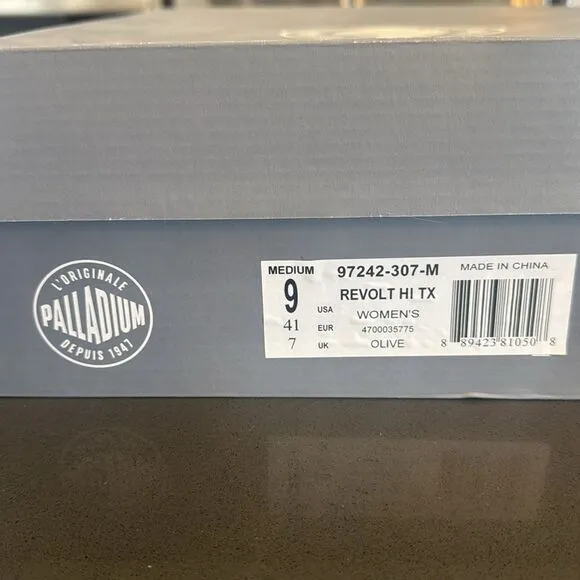 L'ORIGINALE
PALLADIUM
DEPUIS 1947
MEDIUM
9 USA
41 EUR
7 UK
97242-307-M
REVOLT HI TX
WOMEN'S
4700035775
OLIVE
MADE IN CHINA
8 89423 81050 8